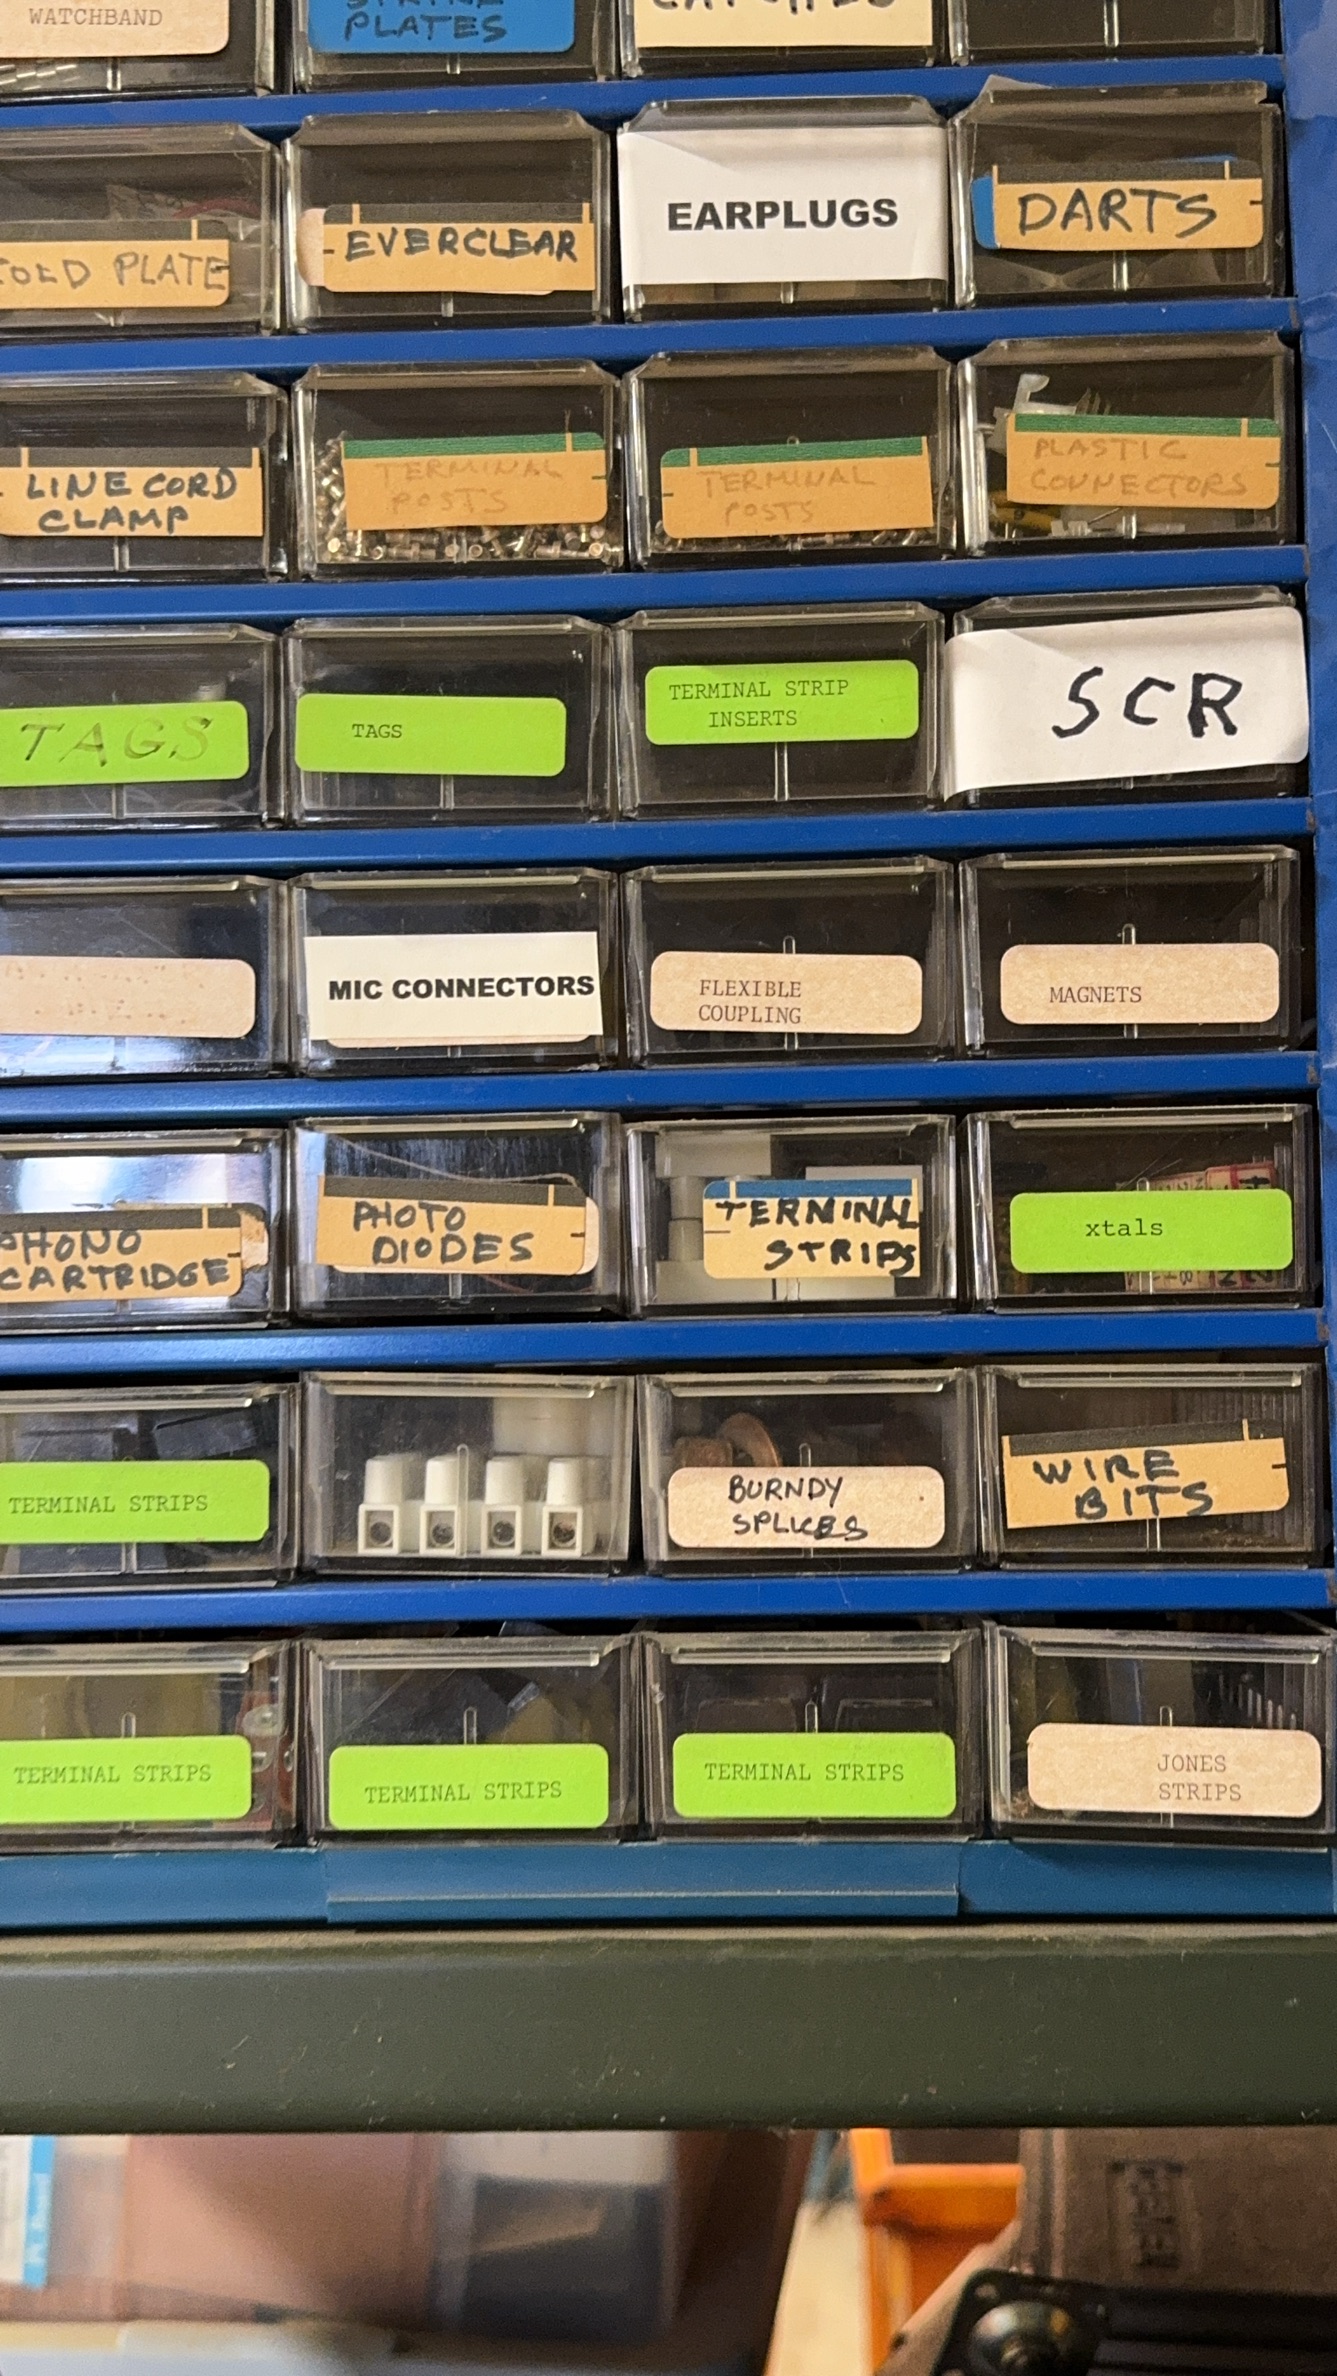 WATCHBAND
PLATES
COLD PLATE
EVERCLEAR
EARPLUGS
DARTS
LINE CORD
CLAMP
TERMINAL
POSTS
TERMINAL
POSTS
PLASTIC
CONNECTORS
TAGS
TAGS
TERMINAL STRIP
INSERTS
SCR
MIC CONNECTORS
FLEXIBLE
COUPLING
MAGNETS
PHONO
CARTRIDGE
PHOTO
DIODES
TERMINAL
STRIPS
xtals
TERMINAL STRIPS
BURNDY
SPLICES
WIRE
BITS
TERMINAL STRIPS
TERMINAL STRIPS
TERMINAL STRIPS
JONES
STRIPS